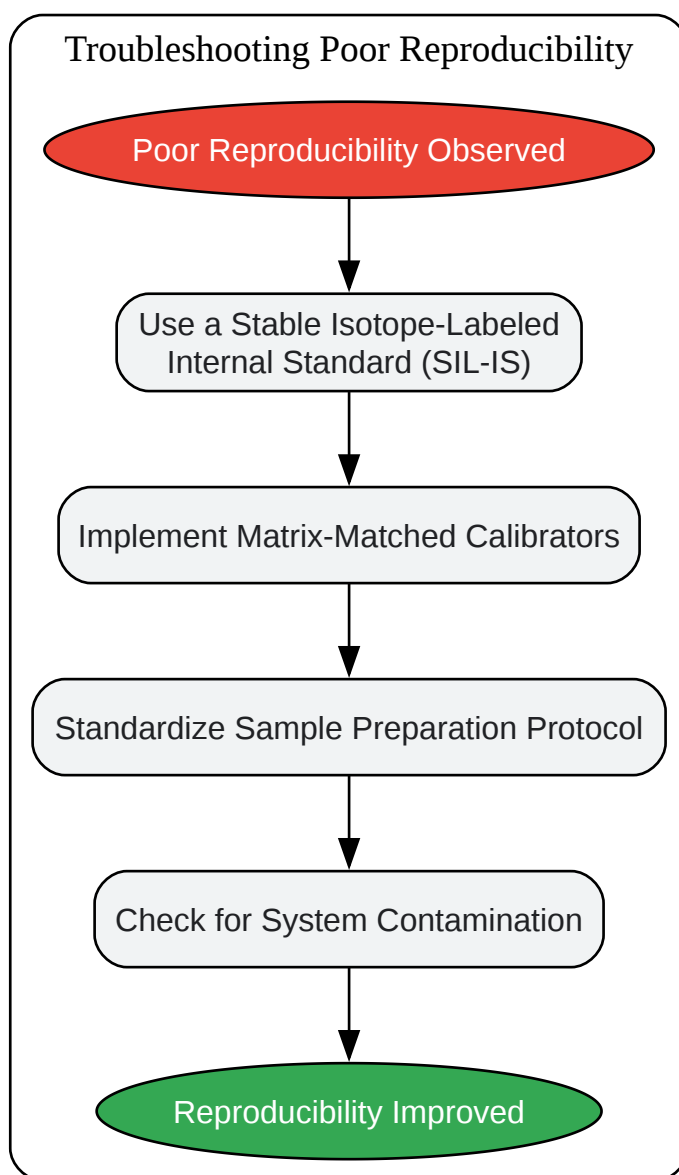 Troubleshooting Poor Reproducibility
Poor Reproducibility Observed
Use a Stable Isotope-Labeled
Internal Standard (SIL-IS)
Implement Matrix-Matched Calibrators
Standardize Sample Preparation Protocol
Check for System Contamination
Reproducibility Improved